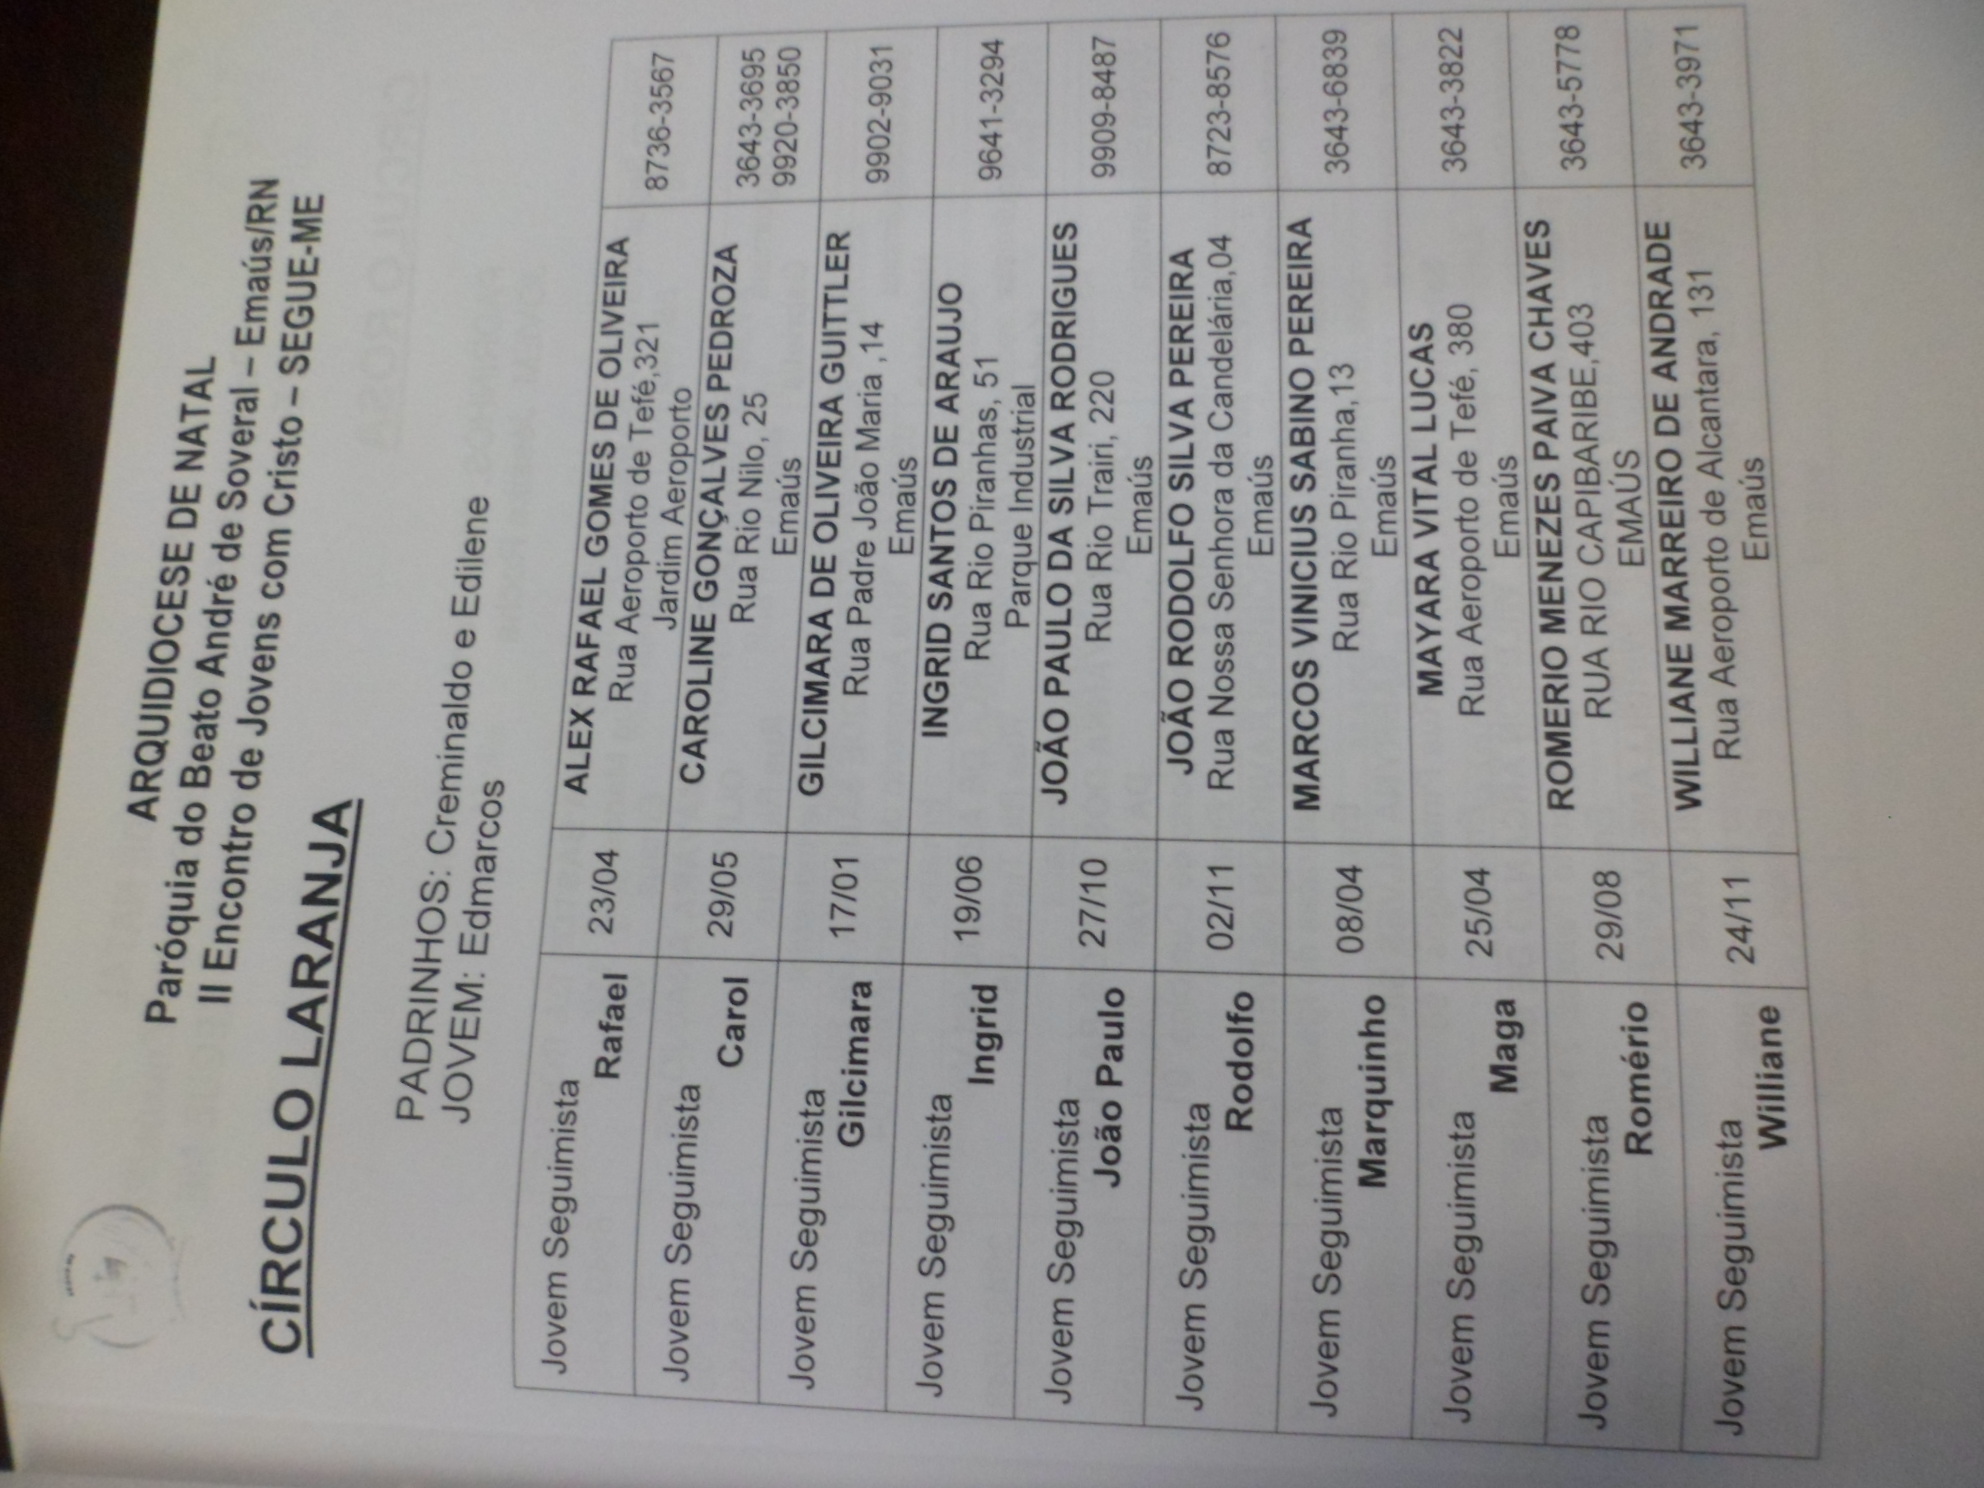 ARQUIDIOCESE DE NATAL
Paróquia do Beato André de Soveral – Emaús/RN
II Encontro de Jovens com Cristo – SEGUE-ME
CÍRCULO LARANJA
PADRINHOS: Creminaldo e Edilene
JOVEM: Edmarcos
Jovem Seguimista
Rafael
23/04
ALEX RAFAEL GOMES DE OLIVEIRA
Rua Aeroporto de Tefé,321
Jardim Aeroporto
8736-3567
Jovem Seguimista
Carol
29/05
CAROLINE GONÇALVES PEDROZA
Rua Rio Nilo, 25
Emaús
3643-3695
9920-3850
Jovem Seguimista
Gilcimara
17/01
GILCIMARA DE OLIVEIRA GUITTLER
Rua Padre João Maria ,14
Emaús
9902-9031
Jovem Seguimista
Ingrid
19/06
INGRID SANTOS DE ARAUJO
Rua Rio Piranhas, 51
Parque Industrial
9641-3294
Jovem Seguimista
João Paulo
27/10
JOÃO PAULO DA SILVA RODRIGUES
Rua Rio Trairi, 220
Emaús
9909-8487
Jovem Seguimista
Rodolfo
02/11
JOÃO RODOLFO SILVA PEREIRA
Rua Nossa Senhora da Candelária,04
Emaús
8723-8576
Jovem Seguimista
Marquinho
08/04
MARCOS VINICIUS SABINO PEREIRA
Rua Rio Piranha,13
Emaús
3643-6839
Jovem Seguimista
Maga
25/04
MAYARA VITAL LUCAS
Rua Aeroporto de Tefé, 380
Emaús
3643-3822
Jovem Seguimista
Romério
29/08
ROMERIO MENEZES PAIVA CHAVES
RUA RIO CAPIBARIBE,403
EMAÚS
3643-5778
Jovem Seguimista
Williane
24/11
WILLIANE MARREIRO DE ANDRADE
Rua Aeroporto de Alcantara, 131
Emaús
3643-3971